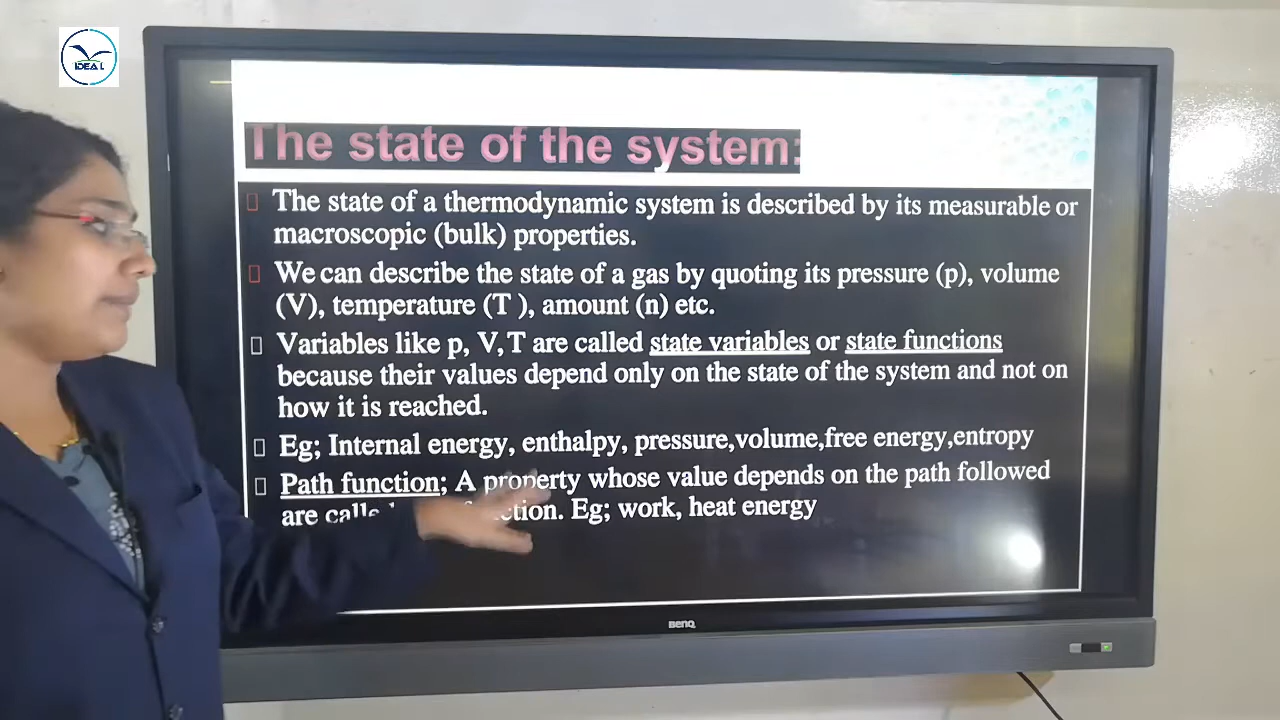 IDEAL
The state of the system:
The state of a thermodynamic system is described by its measurable or
macroscopic (bulk) properties.
We can describe the state of a gas by quoting its pressure (p), volume
(V), temperature (T ), amount (n) etc.
Variables like p, V,T are called state variables or state functions
because their values depend only on the state of the system and not on
how it is reached.
Eg; Internal energy, enthalpy, pressure,volume,free energy,entropy
Path function; A property whose value depends on the path followed
are Eg; work, heat energy
BenQ